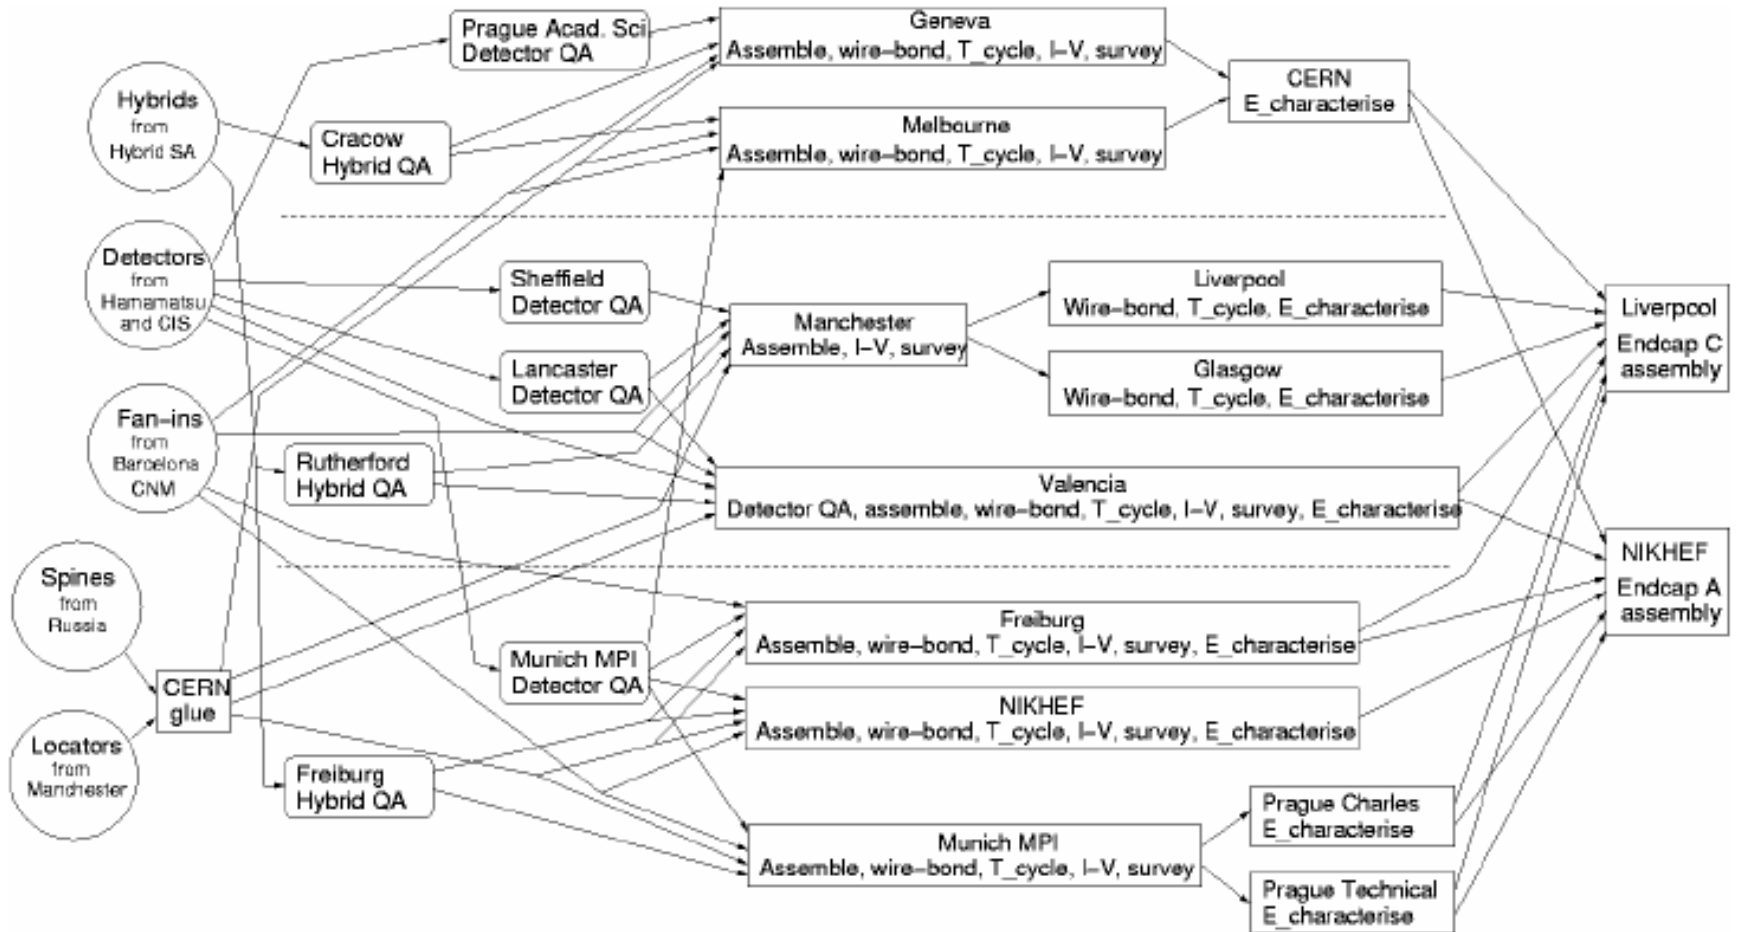 Prague Acad. Sci
Detector QA
Geneva
Assemble, wire-bond, T_cycle, I-V, survey
CERN
E_characterise
Hybrids
from
Hybrid SA
Cracow
Hybrid QA
Melbourne
Assemble, wire-bond, T_cycle, I-V, survey
Detectors
from
Hamamatsu
and CIS
Sheffield
Detector QA
Manchester
Assemble, I-V, survey
Liverpool
Wire-bond, T_cycle, E_characterise
Liverpool
Endcap C
assembly
Lancaster
Detector QA
Glasgow
Wire-bond, T_cycle, E_characterise
Fan-ins
from
Barcelona
CNM
Rutherford
Hybrid QA
Valencia
Detector QA, assemble, wire-bond, T_cycle, I-V, survey, E_characterise
NIKHEF
Endcap A
assembly
Spines
from
Russia
CERN
glue
Munich MPI
Detector QA
Freiburg
Assemble, wire-bond, T_cycle, I-V, survey, E_characterise
NIKHEF
Assemble, wire-bond, T_cycle, I-V, survey, E_characterise
Locators
from
Manchester
Freiburg
Hybrid QA
Munich MPI
Assemble, wire-bond, T_cycle, I-V, survey
Prague Charles
E_characterise
Prague Technical
E_characterise